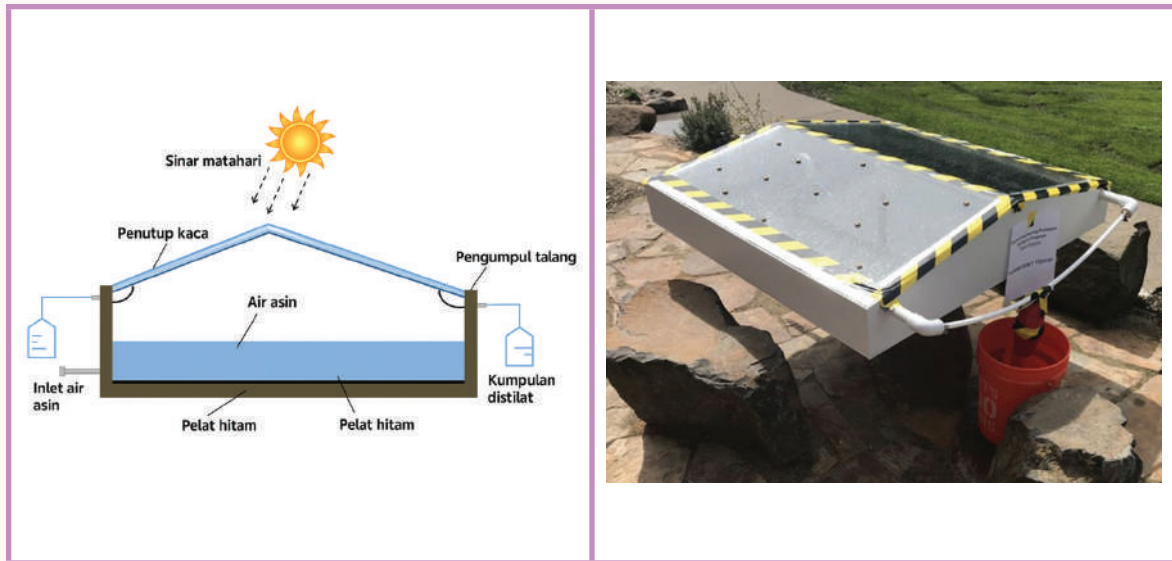 Sinar matahari
Penutup kaca
Pengumpul talang
Air asin
Inlet air
asin
Kumpulan
distilat
Pelat hitam
Pelat hitam